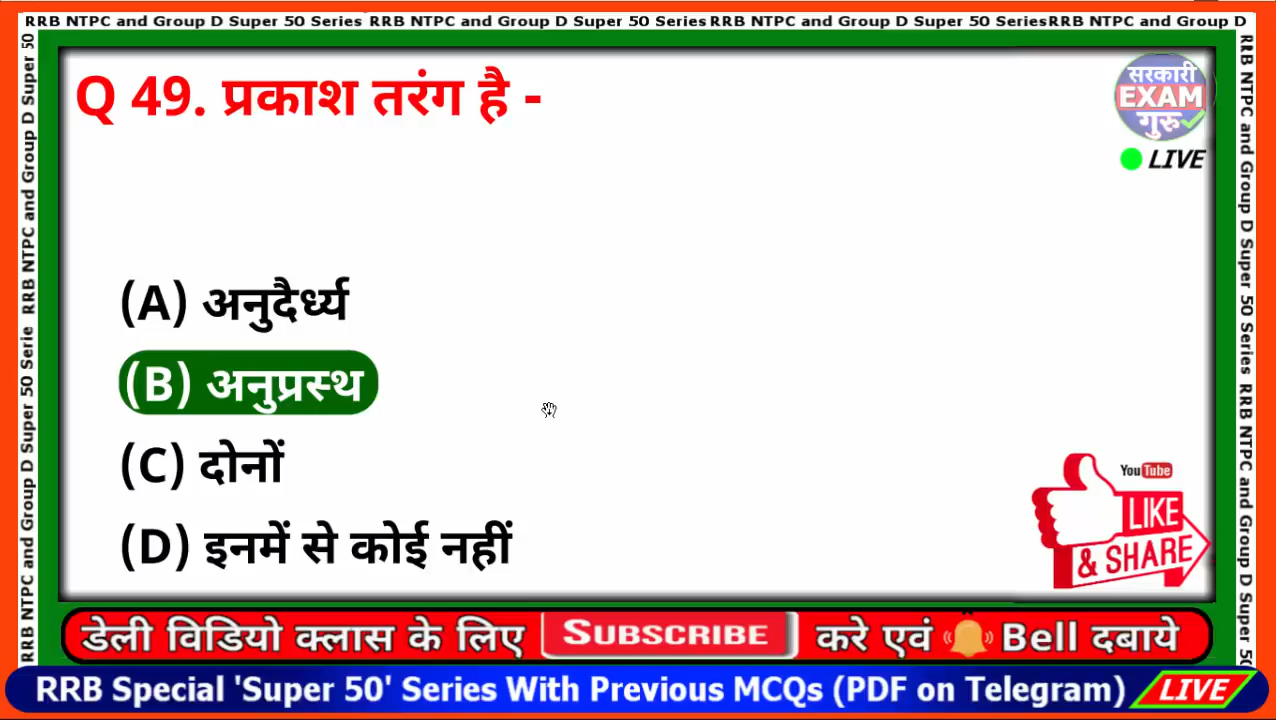 RRB NTPC and Group D Super 50 Series RRB NTPC and Group D Super 50 Series RRB NTPC and Group D Super 50 SeriesRRB NTPC and Group D
RRB NTPC and Group D Super 50 Serie RRB NTPC and Group D Super 50
Q 49. प्रकाश तरंग है -
सरकारी
EXAM
गुरु
LIVE
(A) अनुदैर्ध्य
(B) अनुप्रस्थ
(C) दोनों
(D) इनमें से कोई नहीं
YouTube
LIKE
& SHARE
RRB NTPC and Group D Super 50 Series RRB NTPC and Group D Super 50
डेली विडियो क्लास के लिए SUBSCRIBE करे एवं Bell दबाये
RRB Special 'Super 50' Series With Previous MCQs (PDF on Telegram) LIVE